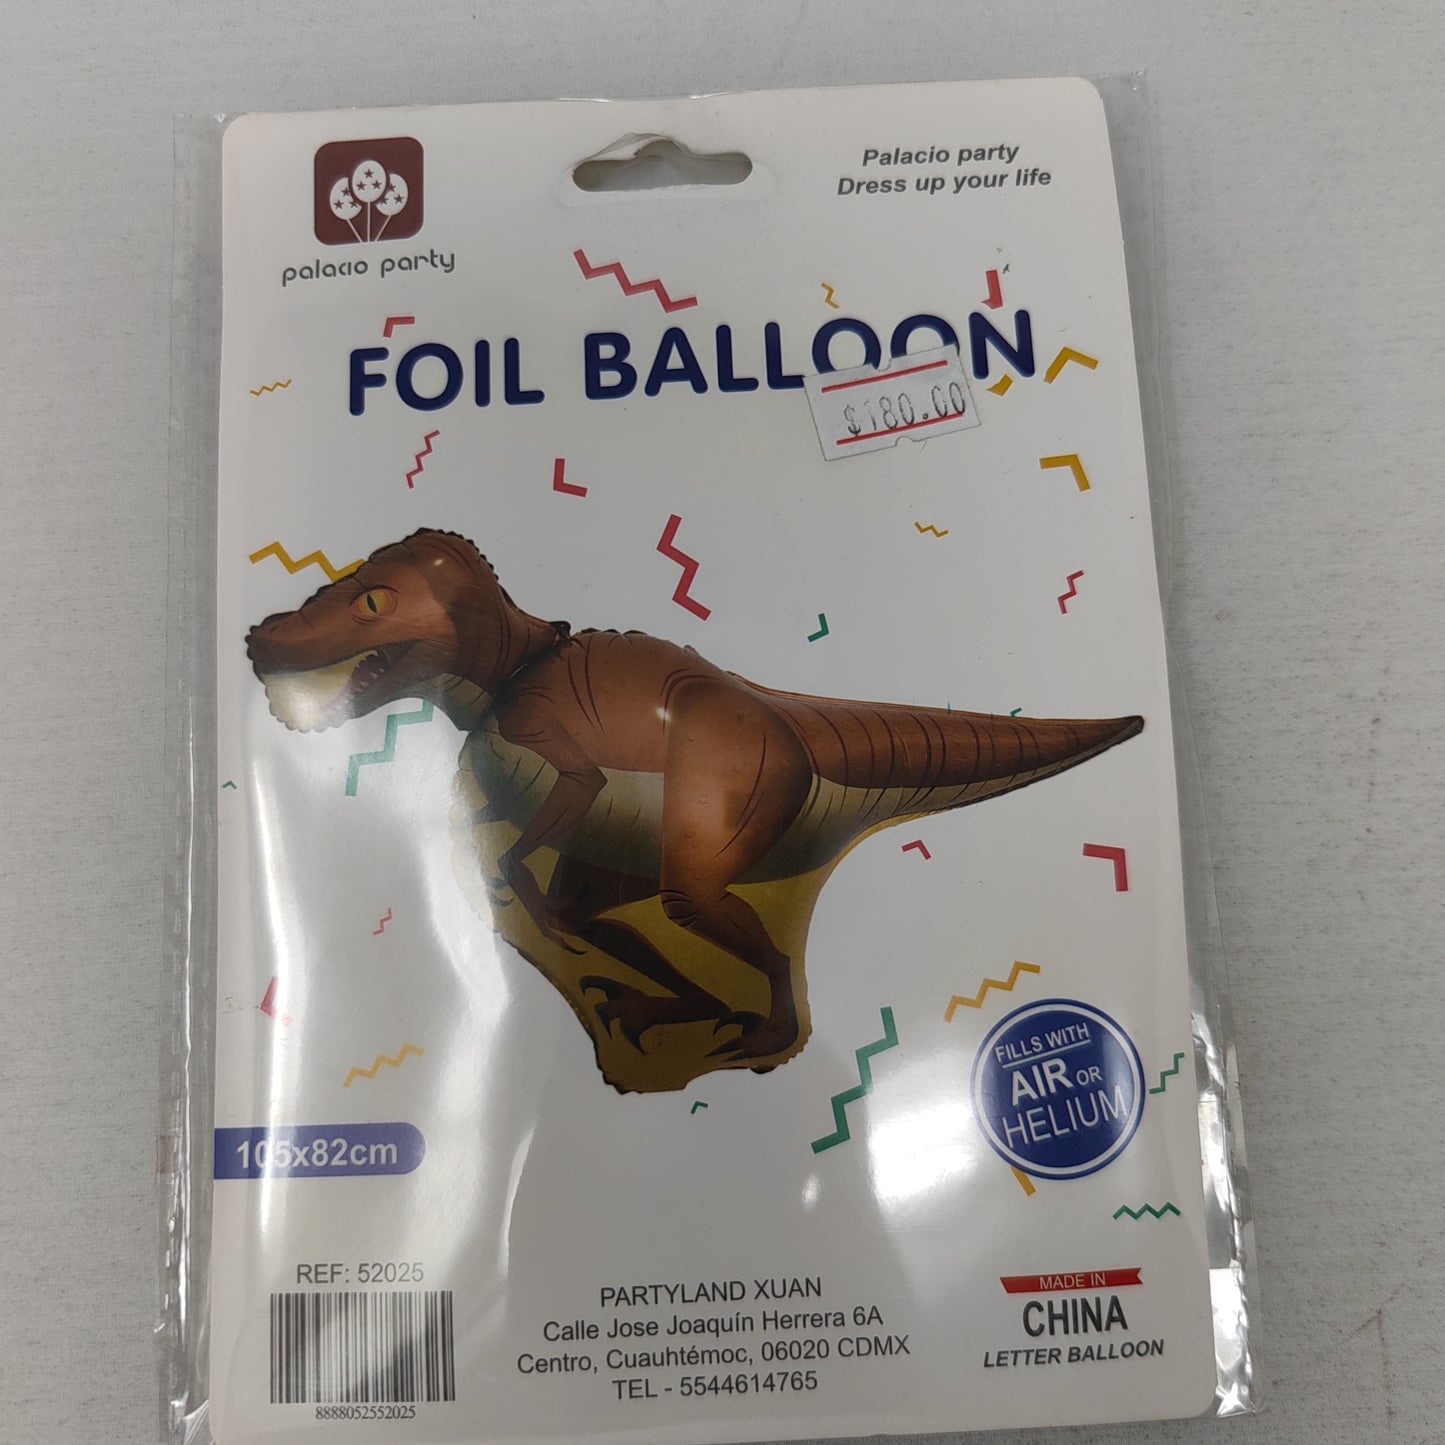 palacio party
Palacio party
Dress up your life
FOIL BALLOON
$180.00
FILLS WITH
AIR OR
HELIUM
105x82cm
REF: 52025
8888052552025
PARTYLAND XUAN
Calle Jose Joaquín Herrera 6A
Centro, Cuauhtémoc, 06020 CDMX
TEL - 5544614765
MADE IN
CHINA
LETTER BALLOON